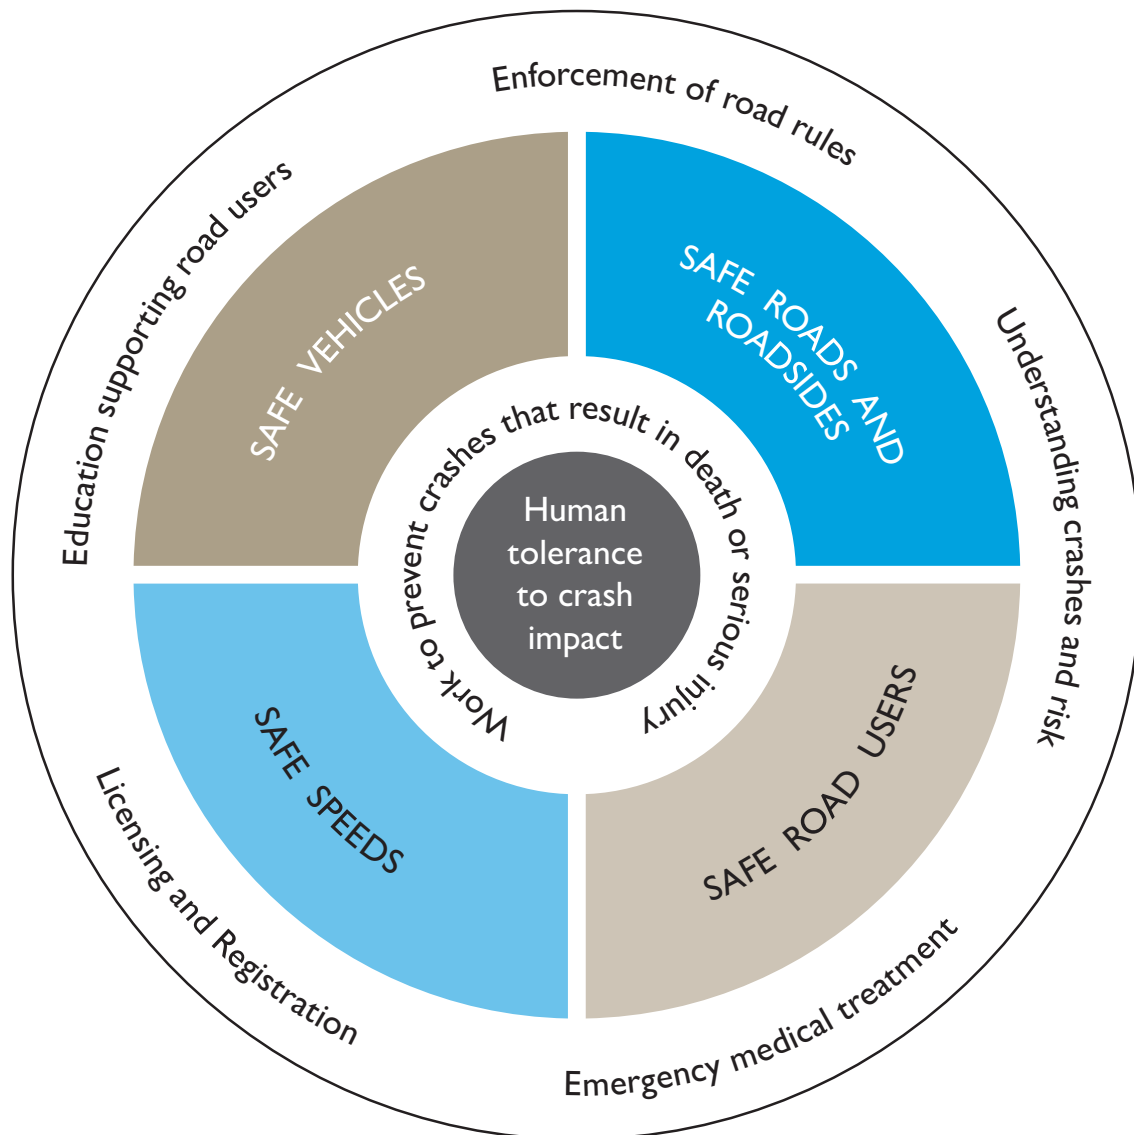 Enforcement of road rules
Education supporting road users
Understanding crashes and risk
Licensing and Registration
Emergency medical treatment
SAFE VEHICLES
SAFE ROADS AND
ROADSIDES
SAFE SPEEDS
SAFE ROAD USERS
Work to prevent crashes that result in death or serious injury
Human
tolerance
to crash
impact